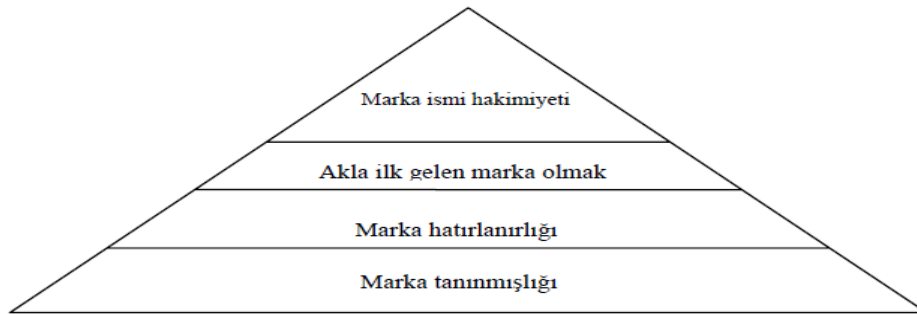 Marka ismi hakimiyeti
Akla ilk gelen marka olmak
Marka hatırlanırlığı
Marka tanınmışlığı